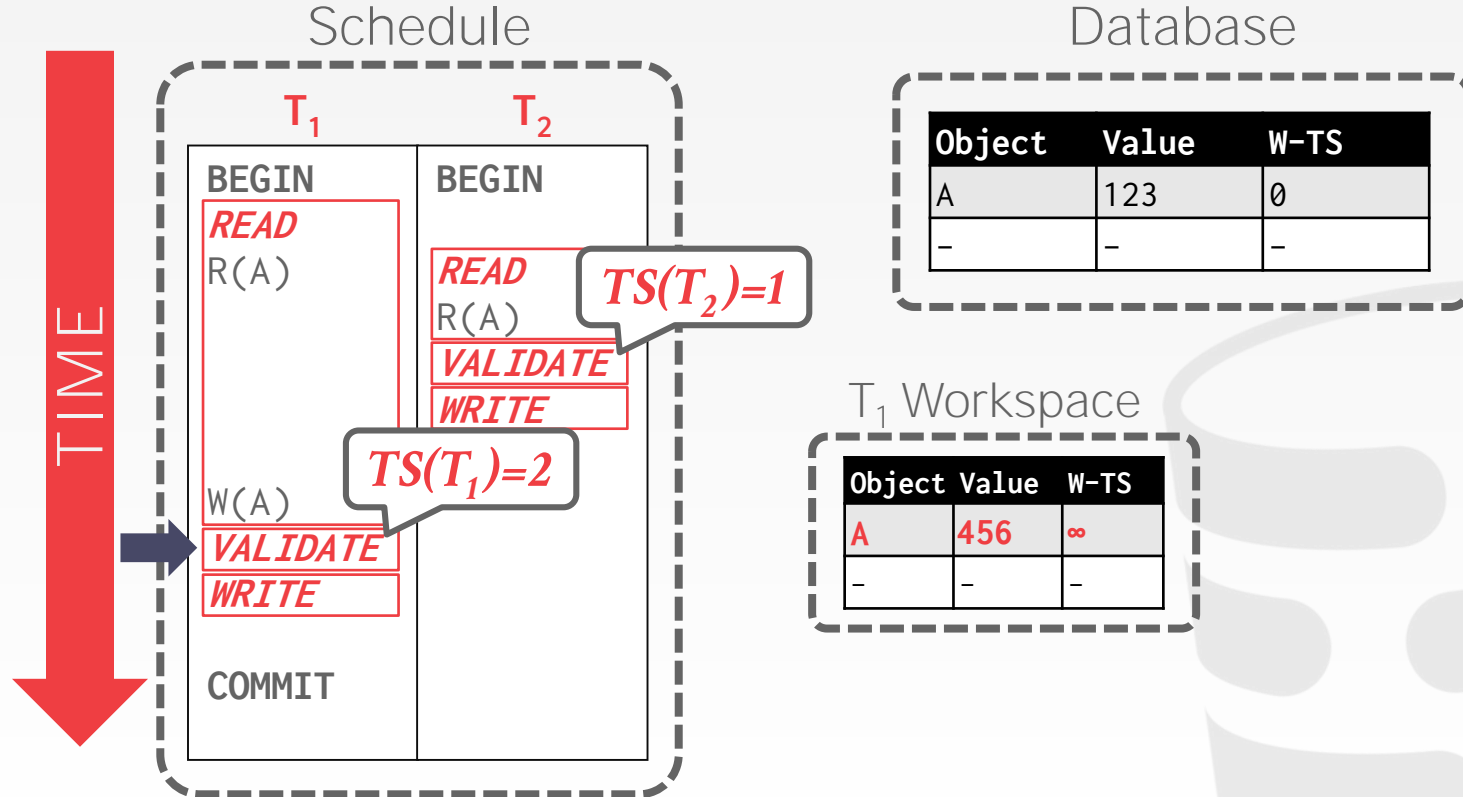 Schedule
TIME
T₁ T₂
BEGIN BEGIN
READ
R(A) READ
R(A)
TS(T₂)=1
VALIDATE
WRITE
TS(T₁)=2
W(A)
VALIDATE
WRITE
COMMIT
Database
Object Value W-TS
A 123 0
- - -
T₁ Workspace
Object Value W-TS
A 456 ∞
- - -